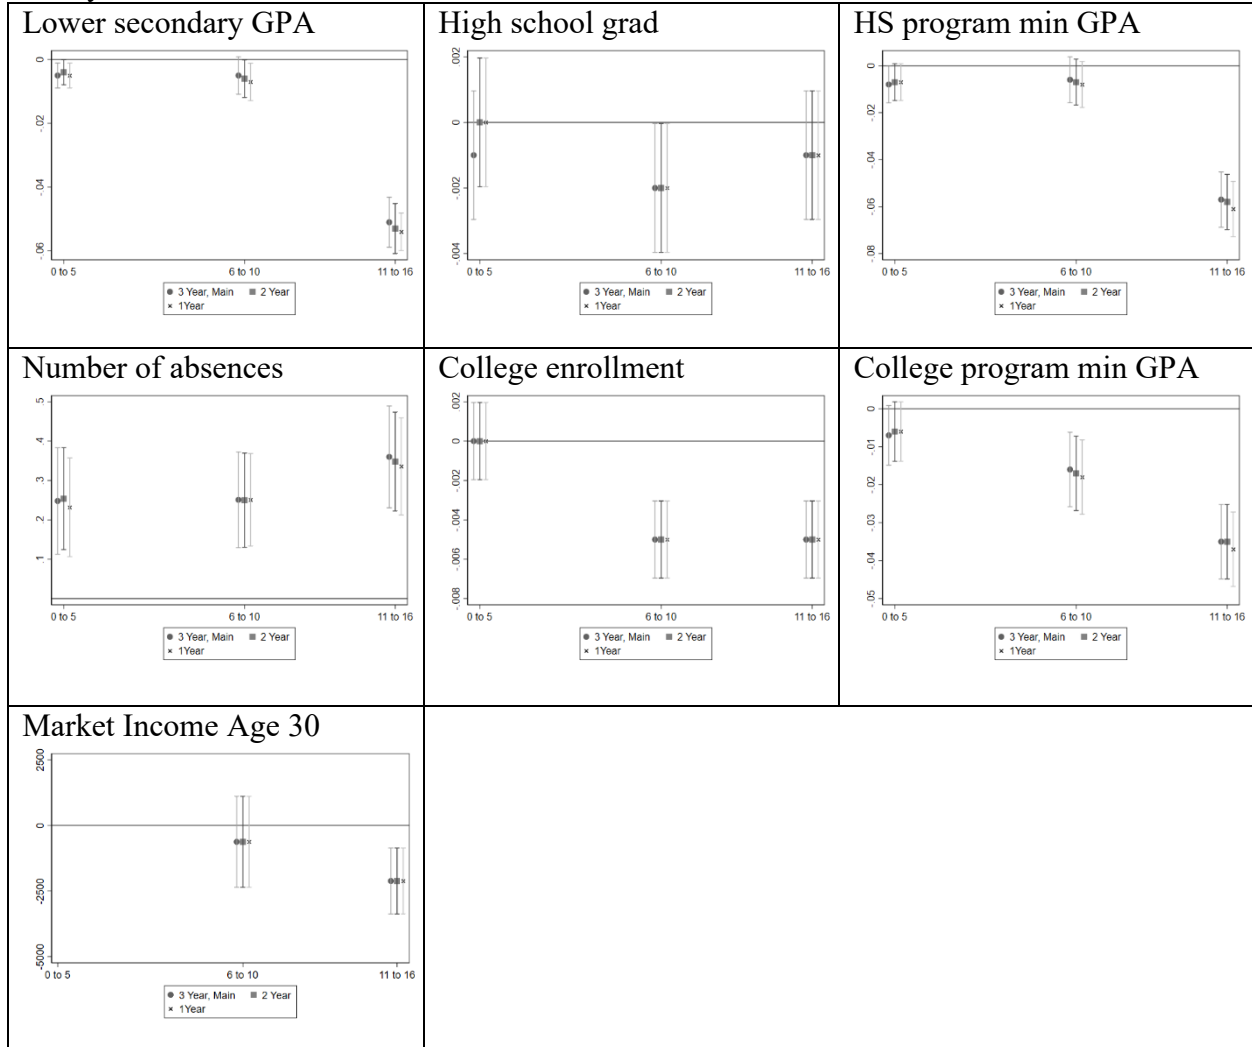 Lower secondary GPA
0
-.02
-.04
-.06
0 to 5 6 to 10 11 to 16
3 Year, Main 2 Year
1Year
High school grad
.002
0
-.002
-.004
0 to 5 6 to 10 11 to 16
3 Year, Main 2 Year
1Year
HS program min GPA
0
-.02
-.04
-.06
-.08
0 to 5 6 to 10 11 to 16
3 Year, Main 2 Year
1Year
Number of absences
.5
.4
.3
.2
.1
0 to 5 6 to 10 11 to 16
3 Year, Main 2 Year
1Year
College enrollment
.002
0
-.002
-.004
-.006
-.008
0 to 5 6 to 10 11 to 16
3 Year, Main 2 Year
1Year
College program min GPA
0
-.01
-.02
-.03
-.04
-.05
0 to 5 6 to 10 11 to 16
3 Year, Main 2 Year
1Year
Market Income Age 30
2500
0
-2500
-5000
0 to 5 6 to 10 11 to 16
3 Year, Main 2 Year
1Year